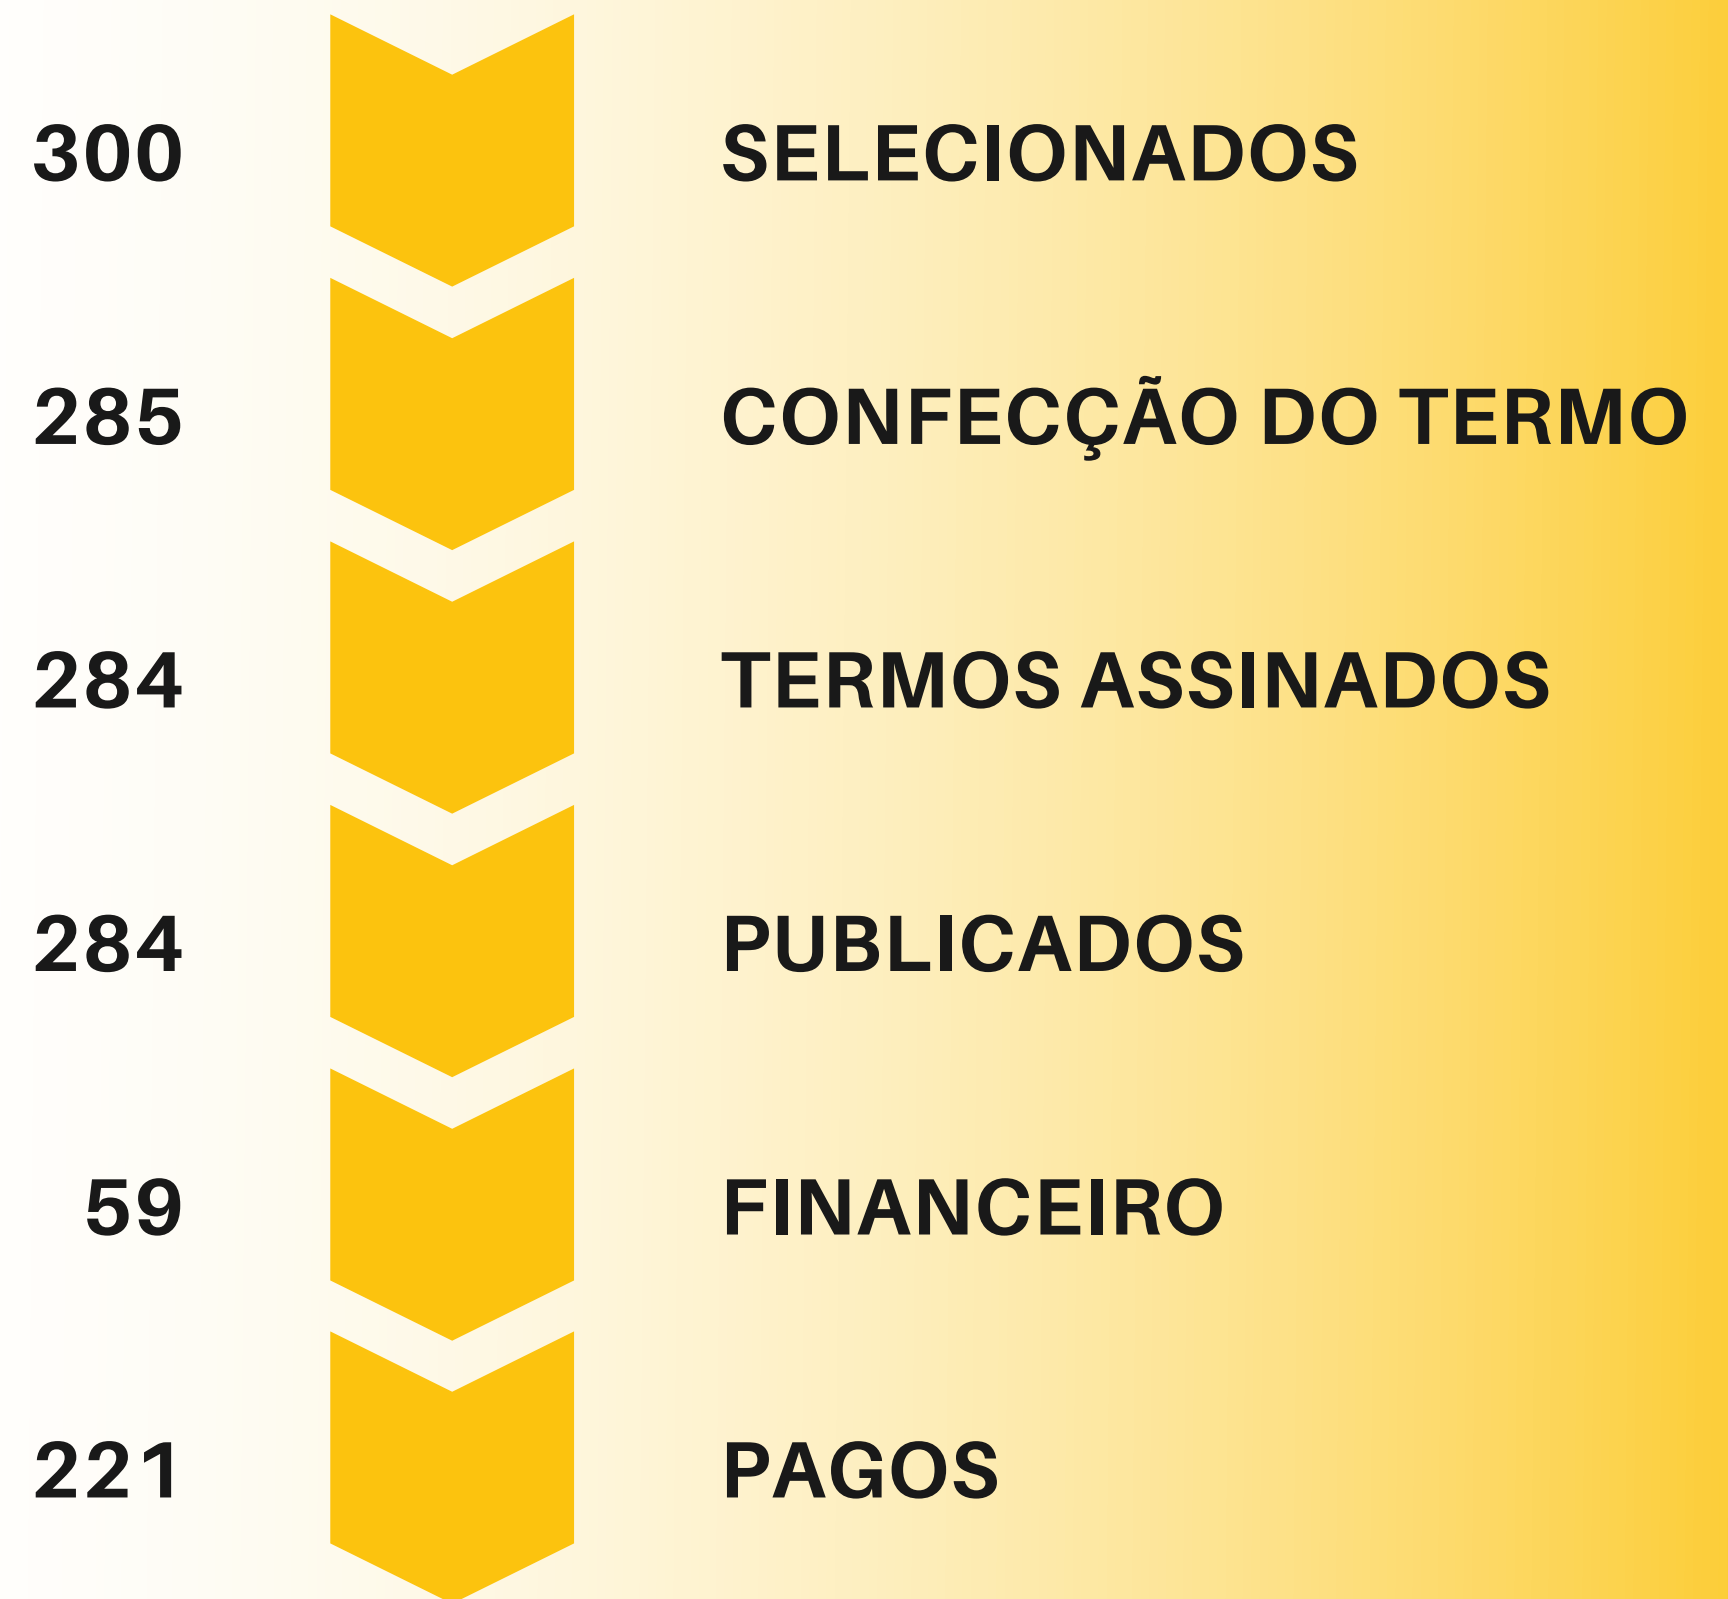 300 SELECIONADOS
285 CONFECÇÃO DO TERMO
284 TERMOS ASSINADOS
284 PUBLICADOS
59 FINANCEIRO
221 PAGOS